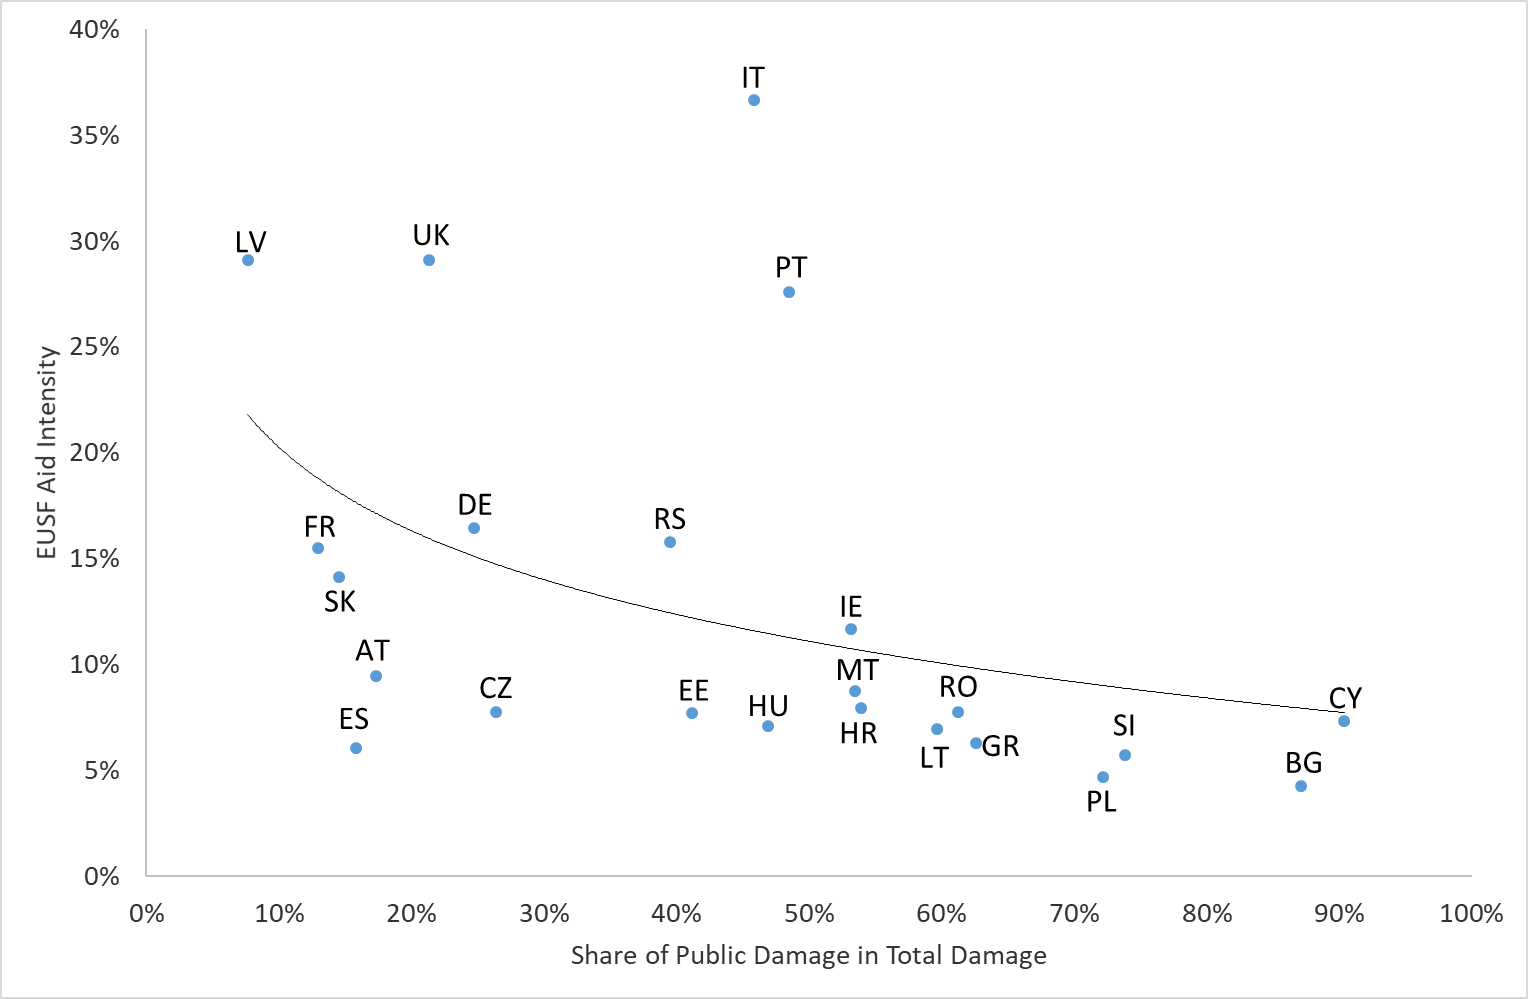 40%
IT
35%
30%
LV
UK
PT
25%
EUSF Aid Intensity
20%
15%
FR
DE
RS
SK
IE
AT
10%
MT
CZ
EE
RO
HU
CY
ES
HR
SI
LT
GR
5%
BG
PL
0%
0% 10% 20% 30% 40% 50% 60% 70% 80% 90% 100%
Share of Public Damage in Total Damage